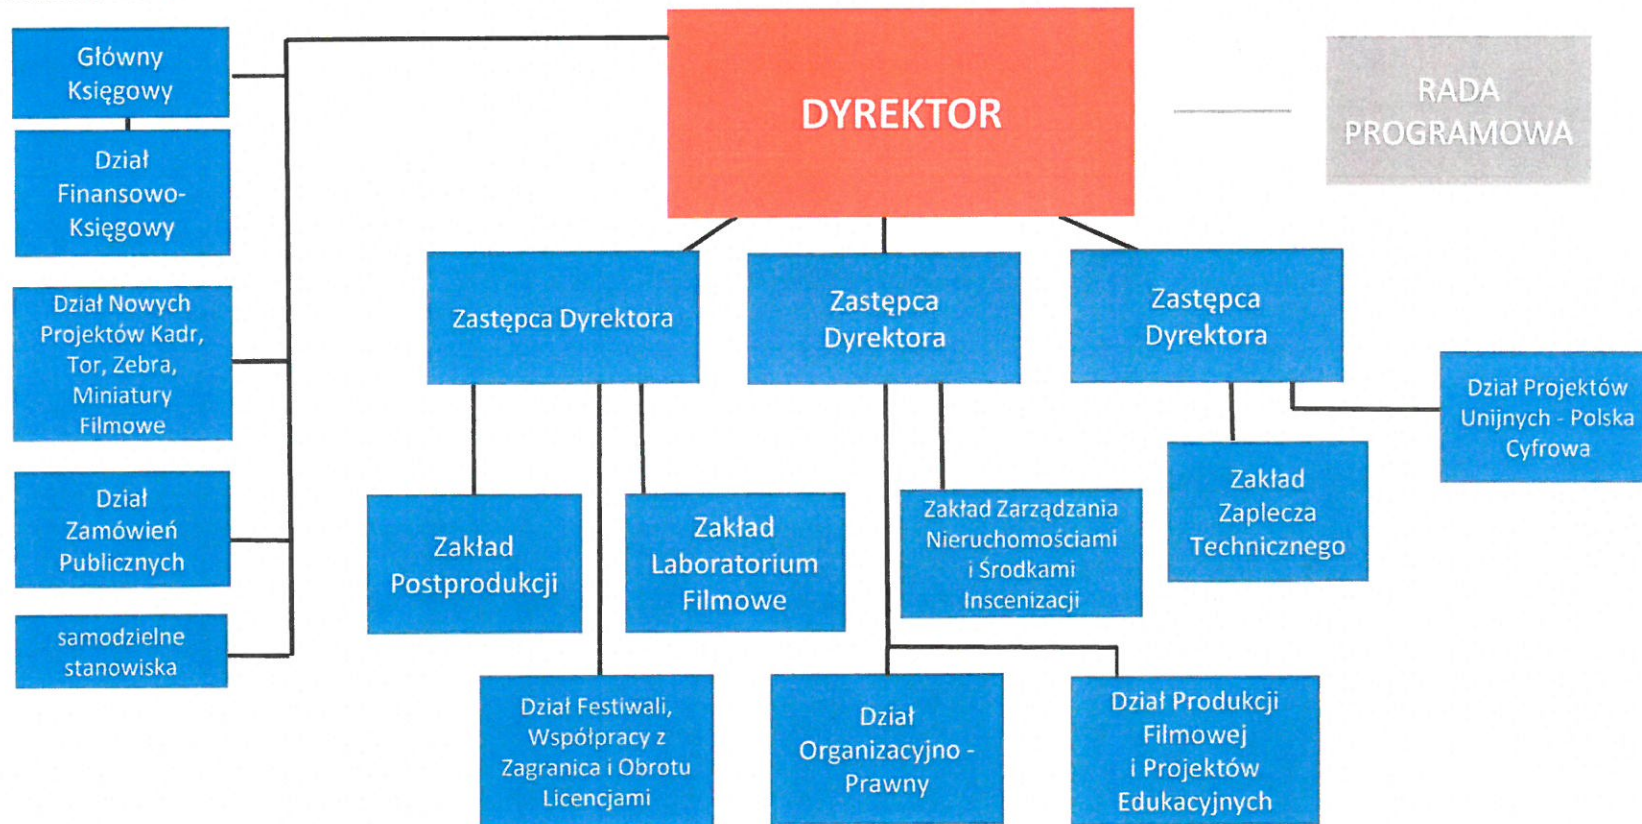 DYREKTOR
RADA
PROGRAMOWA
Główny
Księgowy
Dział
Finansowo-
Księgowy
Dział Nowych
Projektów Kadr,
Tor, Zebra,
Miniatury
Filmowe
Dział
Zamówień
Publicznych
samodzielne
stanowiska
Zastępca Dyrektora
Zastępca
Dyrektora
Zastępca
Dyrektora
Zakład
Postprodukcji
Zakład
Laboratorium
Filmowe
Zakład Zarządzania
Nieruchomościami
i Środkami
Inscenizacji
Zakład
Zaplecza
Technicznego
Dział Projektów
Unijnych - Polska
Cyfrowa
Dział Festiwali,
Współpracy z
Zagranica i Obrotu
Licencjami
Dział
Organizacyjno -
Prawny
Dział Produkcji
Filmowej
i Projektów
Edukacyjnych